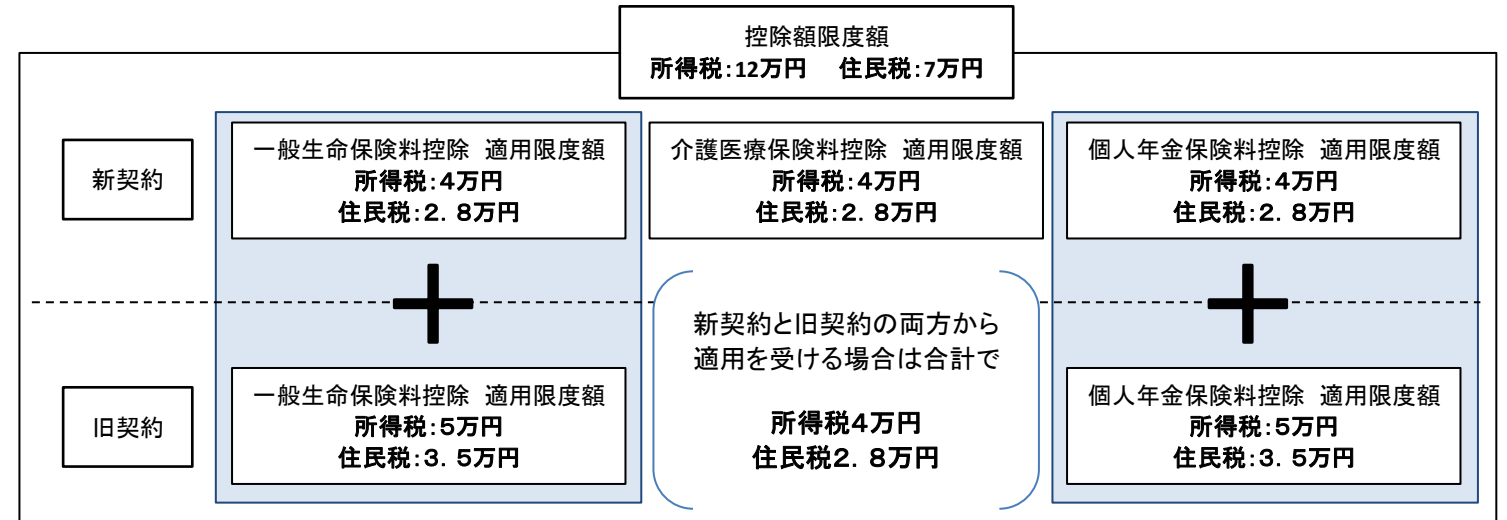 控除額限度額
所得税:12万円 住民税:7万円
新契約
一般生命保険料控除 適用限度額
所得税:4万円
住民税:2.8万円
介護医療保険料控除 適用限度額
所得税:4万円
住民税:2.8万円
個人年金保険料控除 適用限度額
所得税:4万円
住民税:2.8万円
新契約と旧契約の両方から
適用を受ける場合は合計で
所得税4万円
住民税2.8万円
旧契約
一般生命保険料控除 適用限度額
所得税:5万円
住民税:3.5万円
個人年金保険料控除 適用限度額
所得税:5万円
住民税:3.5万円